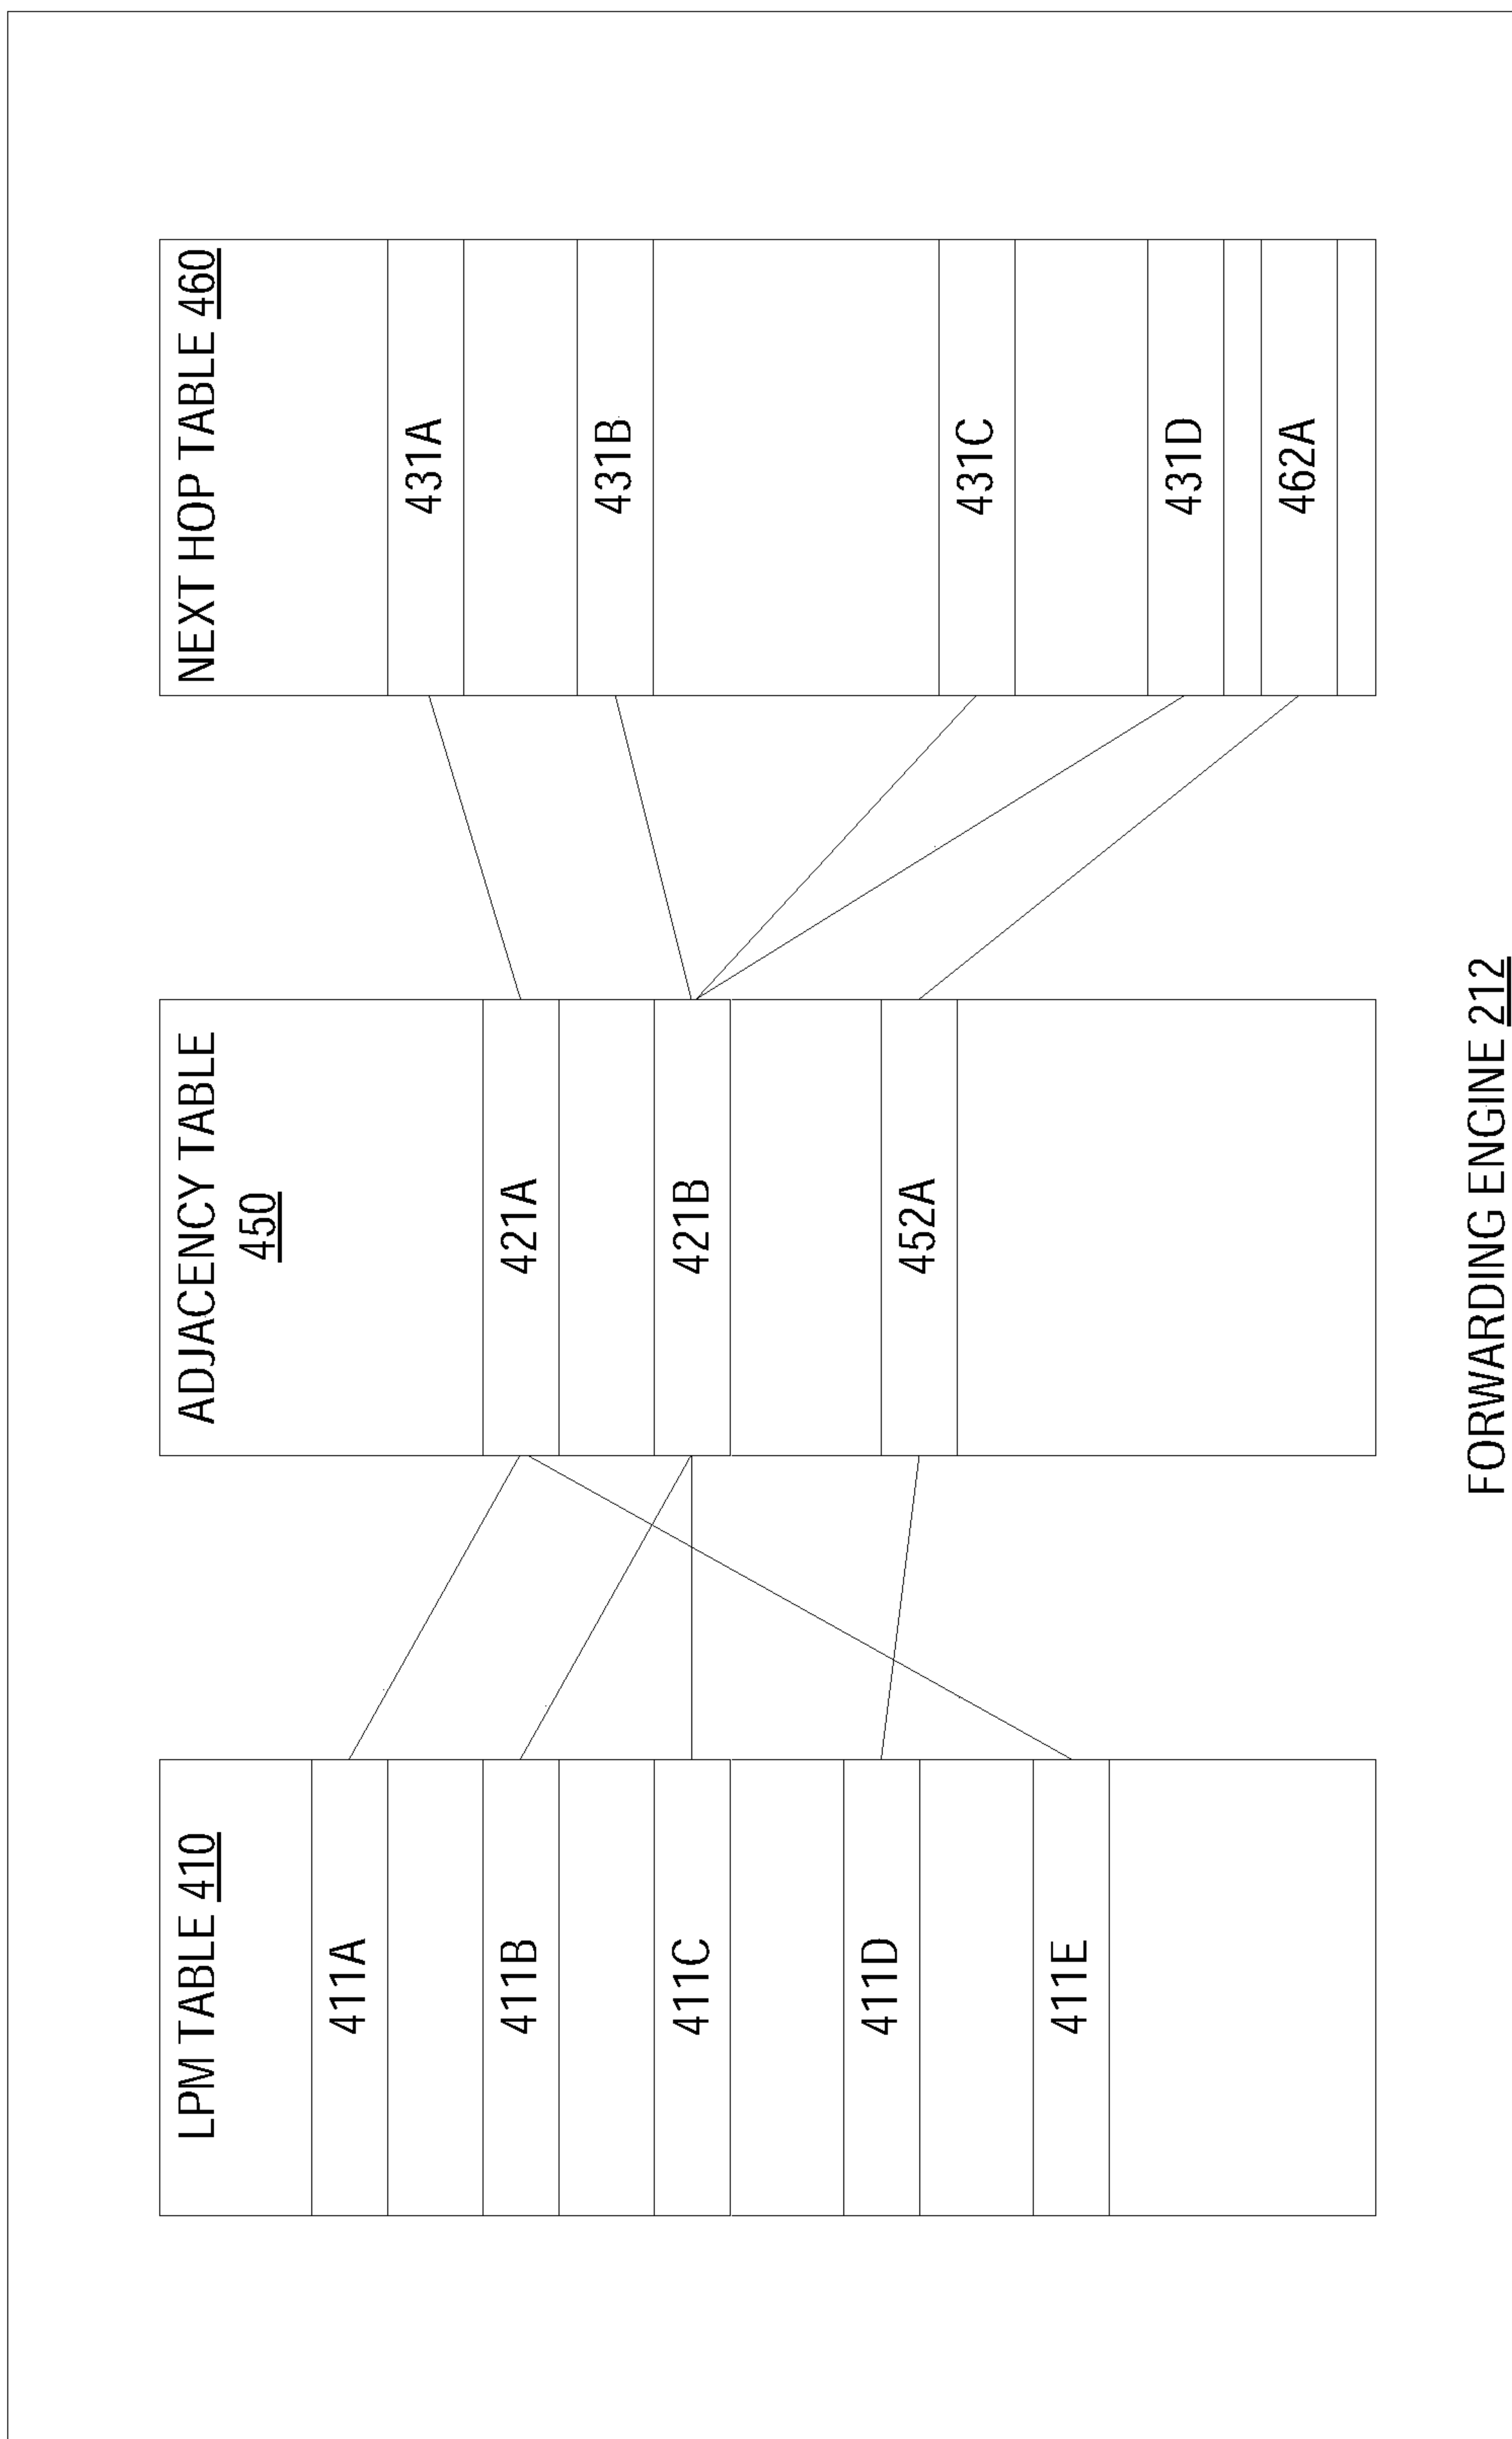 LPM TABLE 410
411A
411B
411C
411D
411E
ADJACENCY TABLE
450
421A
421B
452A
NEXT HOP TABLE 460
431A
431B
431C
431D
462A
FORWARDING ENGINE 212